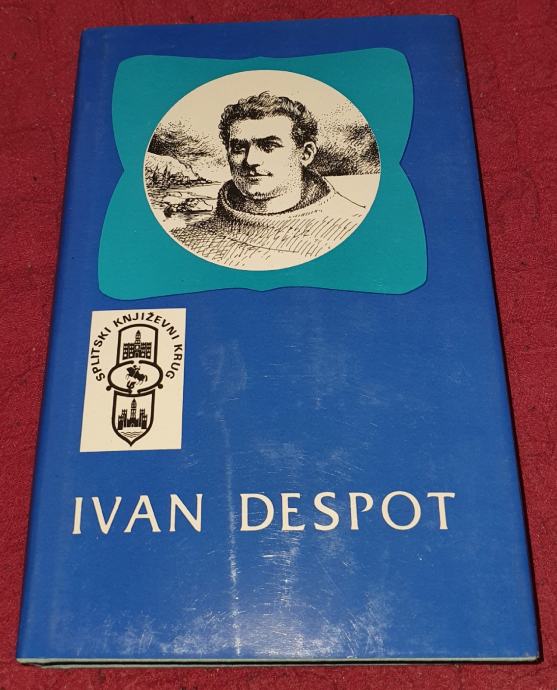 SPLITSKI KNJIŽEVNI KRUG
IVAN DESPOT